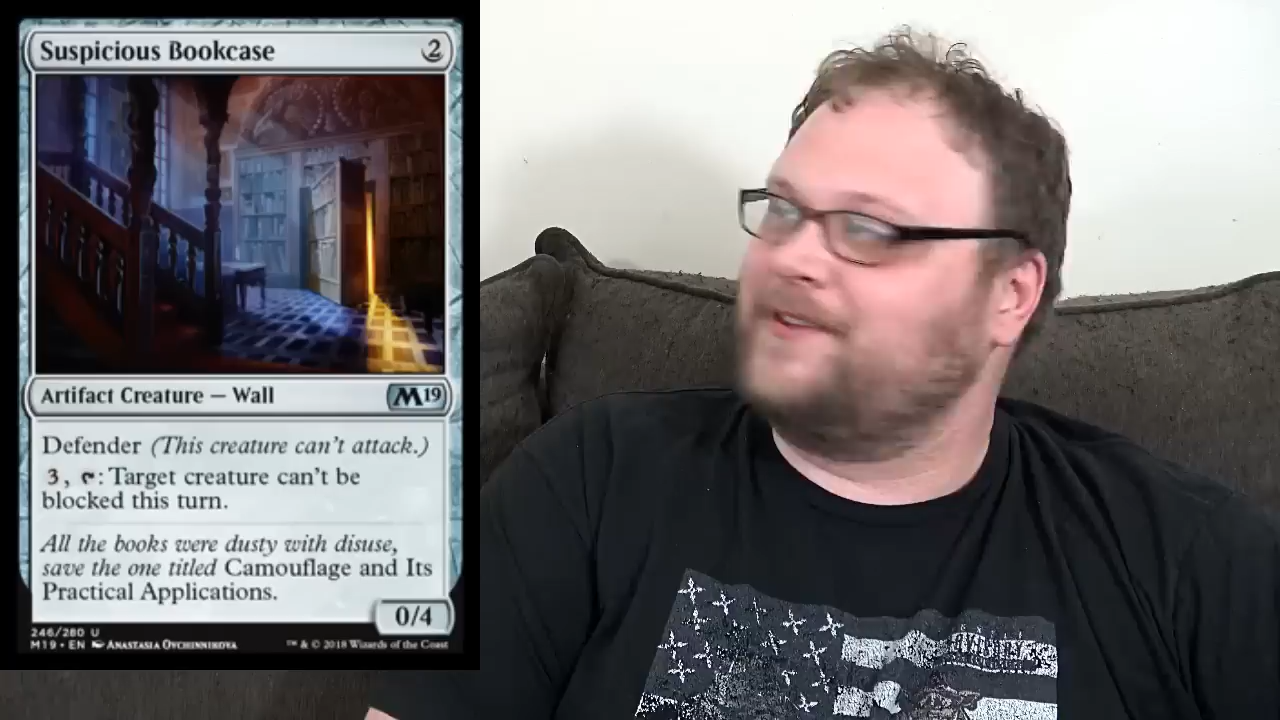 Suspicious Bookcase 2
Artifact Creature — Wall M19
Defender (This creature can't attack.)
3, T: Target creature can't be
blocked this turn.
All the books were dusty with disuse,
save the one titled Camouflage and Its
Practical Applications.
0/4
246/280 U
M19 • EN Anastasia Ovchinnikova ™ & © 2018 Wizards of the Coast